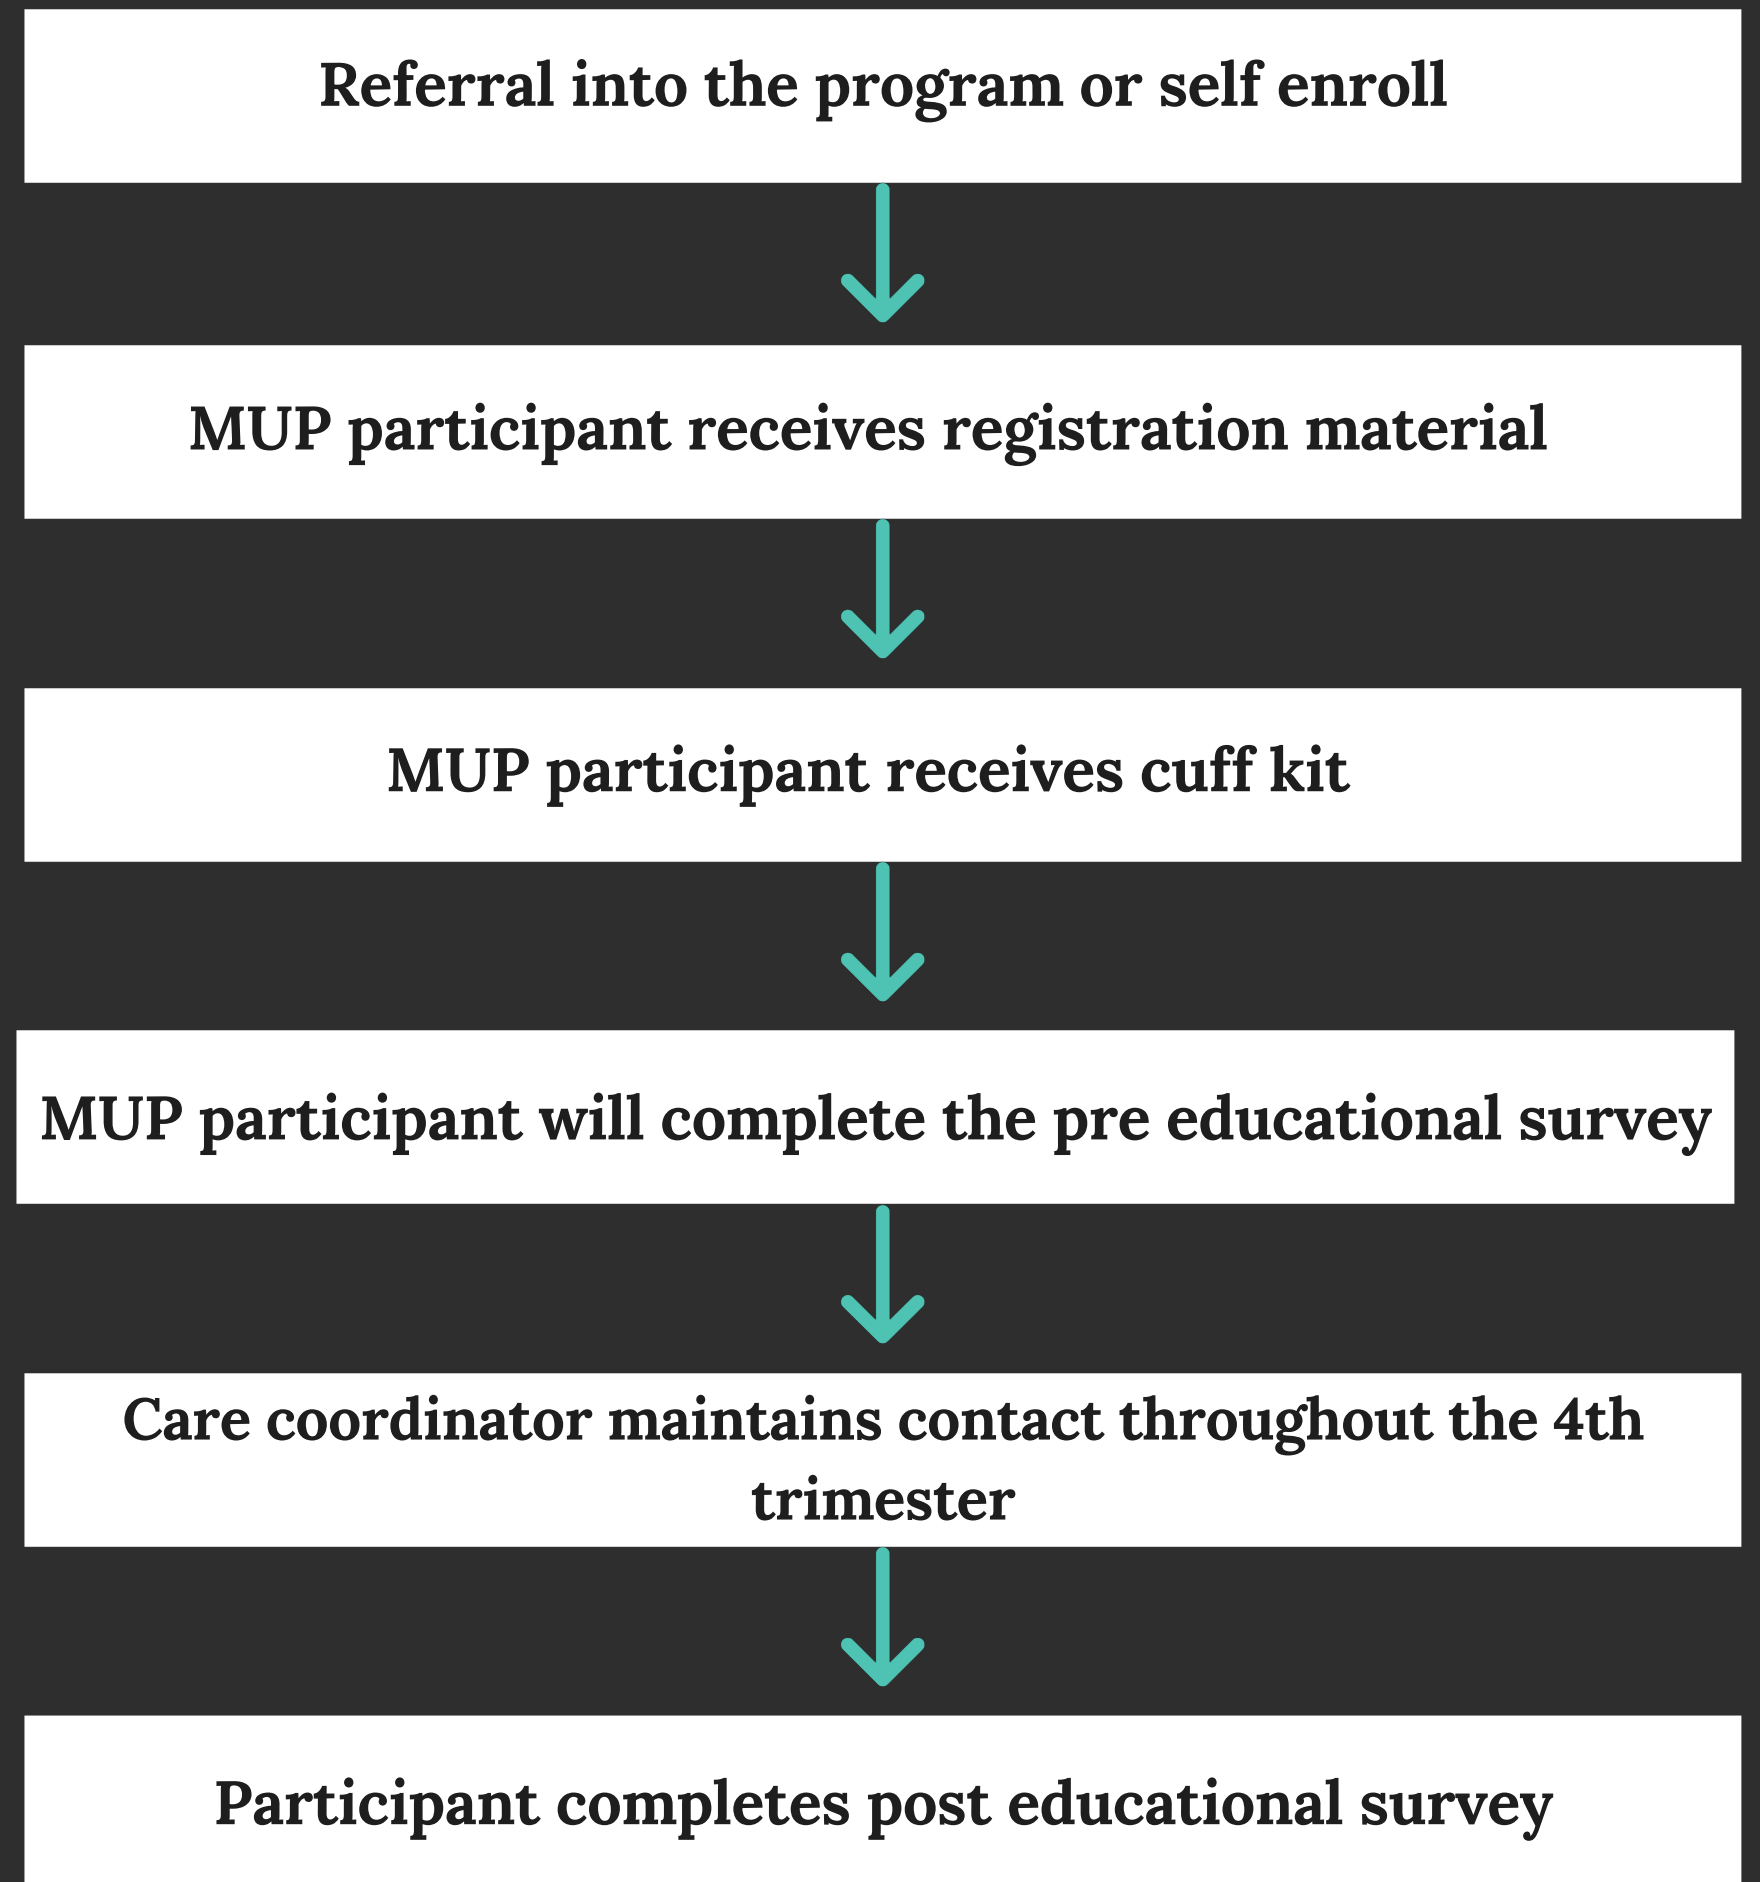 Referral into the program or self enroll
MUP participant receives registration material
MUP participant receives cuff kit
MUP participant will complete the pre educational survey
Care coordinator maintains contact throughout the 4th
trimester
Participant completes post educational survey